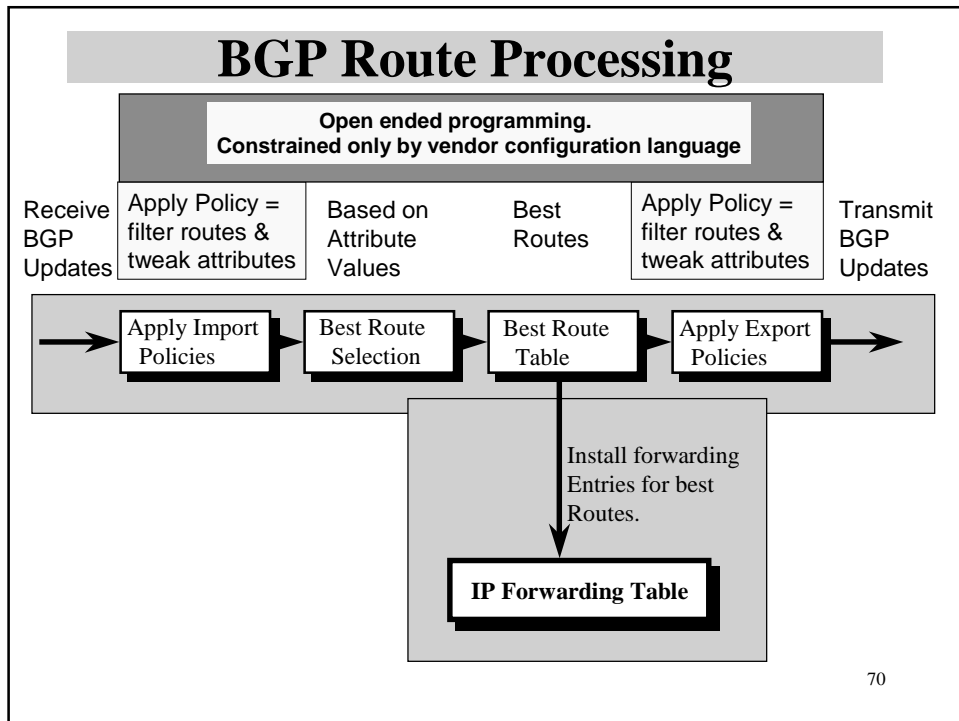 BGP Route Processing
Open ended programming.
Constrained only by vendor configuration language
Receive
BGP
Updates
Apply Policy =
filter routes &
tweak attributes
Based on
Attribute
Values
Best
Routes
Apply Policy =
filter routes &
tweak attributes
Transmit
BGP
Updates
Apply Import
Policies
Best Route
Selection
Best Route
Table
Apply Export
Policies
Install forwarding
Entries for best
Routes.
IP Forwarding Table
70